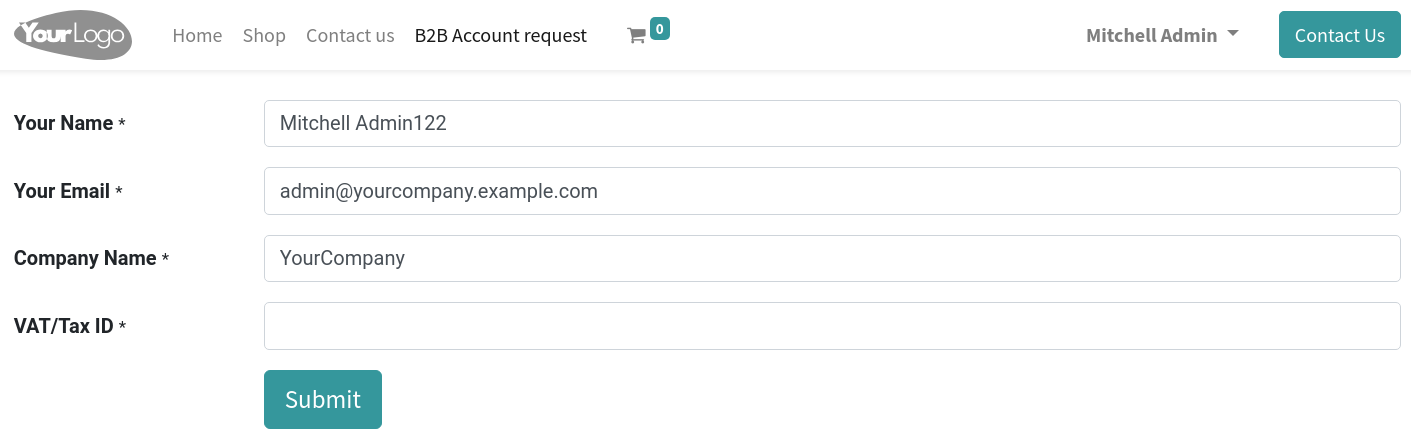 YourLogo Home Shop Contact us B2B Account request 0 Mitchell Admin Contact Us
Your Name * Mitchell Admin122
Your Email * admin@yourcompany.example.com
Company Name * YourCompany
VAT/Tax ID *
Submit